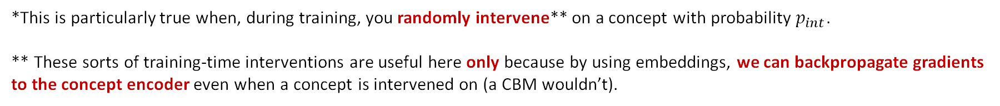 *This is particularly true when, during training, you randomly intervene** on a concept with probability p_int.
** These sorts of training-time interventions are useful here only because by using embeddings, we can backpropagate gradients
to the concept encoder even when a concept is intervened on (a CBM wouldn’t).